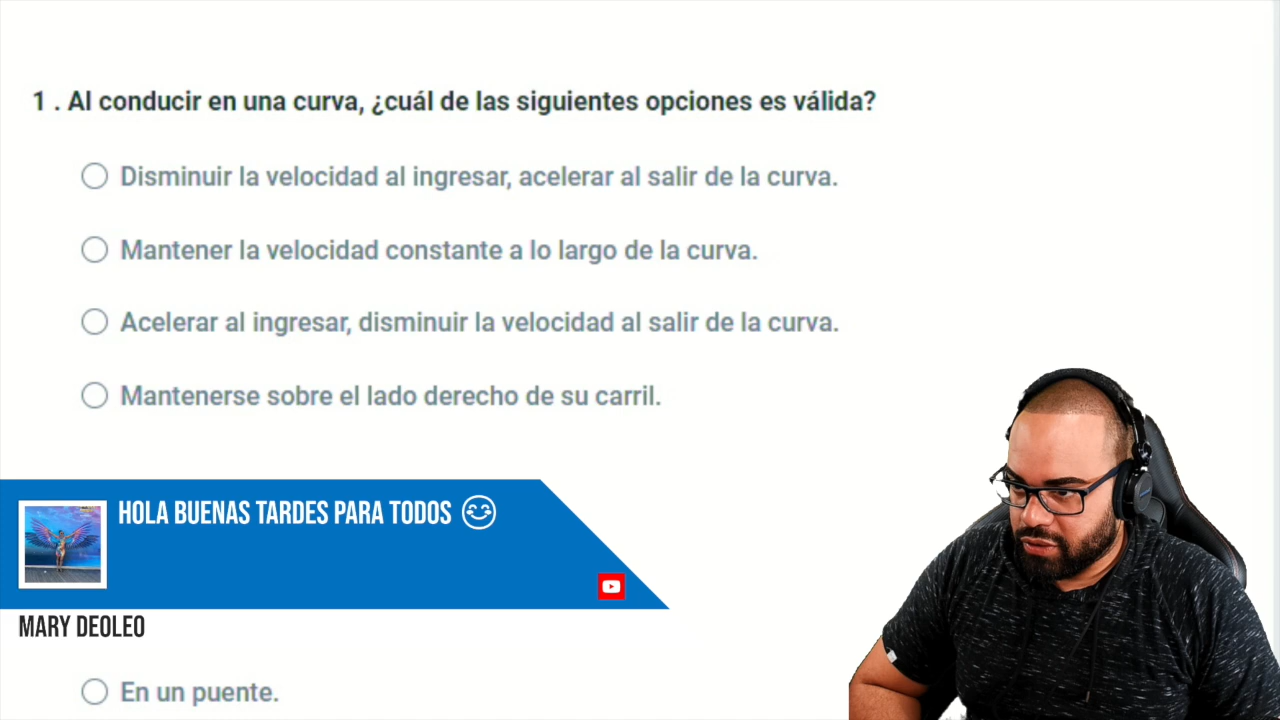 1 . Al conducir en una curva, ¿cuál de las siguientes opciones es válida?
Disminuir la velocidad al ingresar, acelerar al salir de la curva.
Mantener la velocidad constante a lo largo de la curva.
Acelerar al ingresar, disminuir la velocidad al salir de la curva.
Mantenerse sobre el lado derecho de su carril.
HOLA BUENAS TARDES PARA TODOS 😊
MARY DEOLEO
En un puente.